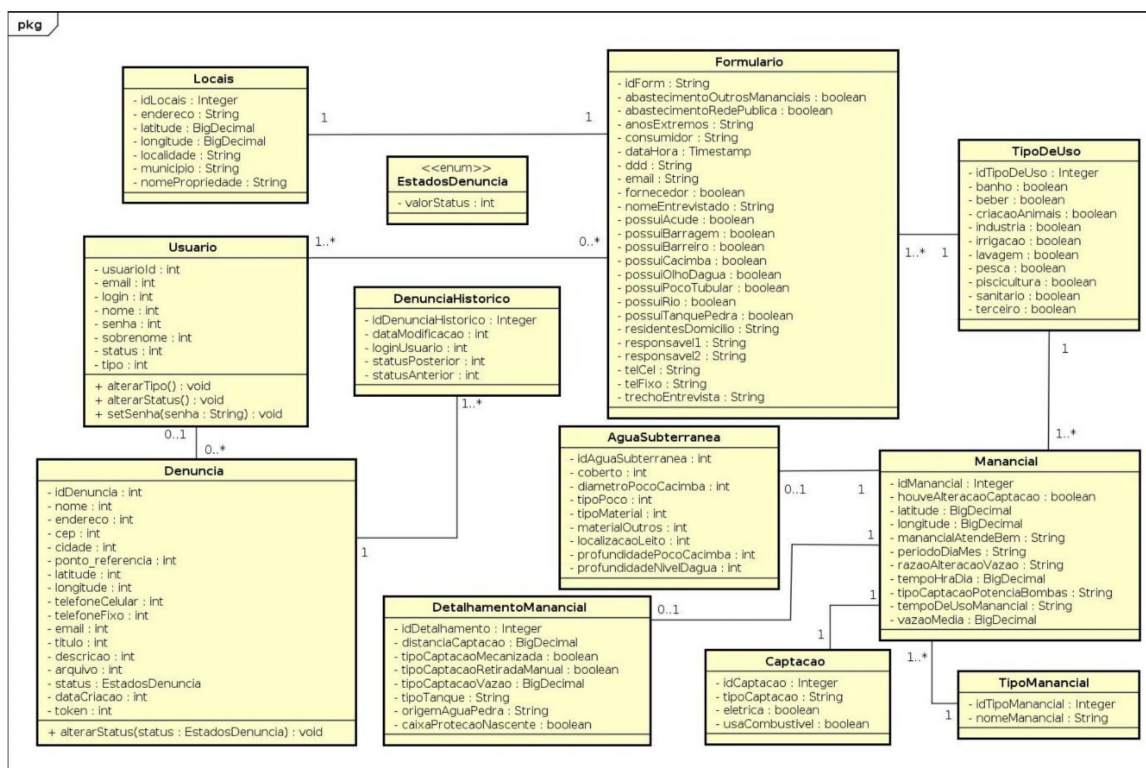 pkg
Locais
- idLocais : Integer
- endereco : String
- latitude : BigDecimal
- longitude : BigDecimal
- localidade : String
- municipio : String
- nomePropriedade : String
1
1
Formulario
- idForm : String
- abastecimentoOutrosMananciais : boolean
- abastecimentoRedePublica : boolean
- anosExtremos : String
- consumidor : String
- dataHora : Timestamp
- ddd : String
- email : String
- fornecedor : boolean
- nomeEntrevistado : String
- possuiAcude : boolean
- possuiBarragem : boolean
- possuiBarreiro : boolean
- possuiCacimba : boolean
- possuiOlhoDagua : boolean
- possuiPocoTubular : boolean
- possuiRio : boolean
- possuiTanquePedra : boolean
- residentesDomicilio : String
- responsavel1 : String
- responsavel2 : String
- telCel : String
- telFixo : String
- trechoEntrevista : String
<<enum>>
EstadosDenuncia
- valorStatus : int
TipoDeUso
- idTipoDeUso : Integer
- banho : boolean
- beber : boolean
- criacaoAnimais : boolean
- industria : boolean
- irrigacao : boolean
- lavagem : boolean
- pesca : boolean
- piscicultura : boolean
- sanitario : boolean
- terceiro : boolean
1..*
1
1
1..*
Usuario
- usuarioId : int
- email : int
- login : int
- nome : int
- senha : int
- sobrenome : int
- status : int
- tipo : int
+ alterarTipo() : void
+ alterarStatus() : void
+ setSenha(senha : String) : void
1..*
0..*
0..1
0..*
DenunciaHistorico
- idDenunciaHistorico : Integer
- dataModificacao : int
- loginUsuario : int
- statusPosterior : int
- statusAnterior : int
1..*
1
Denuncia
- idDenuncia : int
- nome : int
- endereco : int
- cep : int
- cidade : int
- ponto_referencia : int
- latitude : int
- longitude : int
- telefoneCelular : int
- telefoneFixo : int
- email : int
- titulo : int
- descricao : int
- arquivo : int
- status : EstadosDenuncia
- dataCriacao : int
- token : int
+ alterarStatus(status : EstadosDenuncia) : void
AguaSubterranea
- idAguaSubterranea : int
- coberto : int
- diametroPocoCacimba : int
- tipoPoco : int
- tipoMaterial : int
- materialOutros : int
- localizacaoLeito : int
- profundidadePocoCacimba : int
- profundidadeNivelDagua : int
0..1
1
Manancial
- idManancial : Integer
- houveAlteracaoCaptacao : boolean
- latitude : BigDecimal
- longitude : BigDecimal
- manancialAtendeBem : String
- periodoDiaMes : String
- razaoAlteracaoVazao : String
- tempoHraDia : BigDecimal
- tipoCaptacaoPotenciaBombas : String
- tempoDeUsoManancial : String
- vazaoMedia : BigDecimal
1
0..1
DetalhamentoManancial
- idDetalhamento : Integer
- distanciaCaptacao : BigDecimal
- tipoCaptacaoMecanizada : boolean
- tipoCaptacaoRetiradaManual : boolean
- tipoCaptacaoVazao : BigDecimal
- tipoTanque : String
- origemAguaPedra : String
- caixaProtecaoNascente : boolean
1
1
Captacao
- idCaptacao : Integer
- tipoCaptacao : String
- eletrica : boolean
- usaCombustivel : boolean
1..*
1
TipoManancial
- idTipoManancial : Integer
- nomeManancial : String